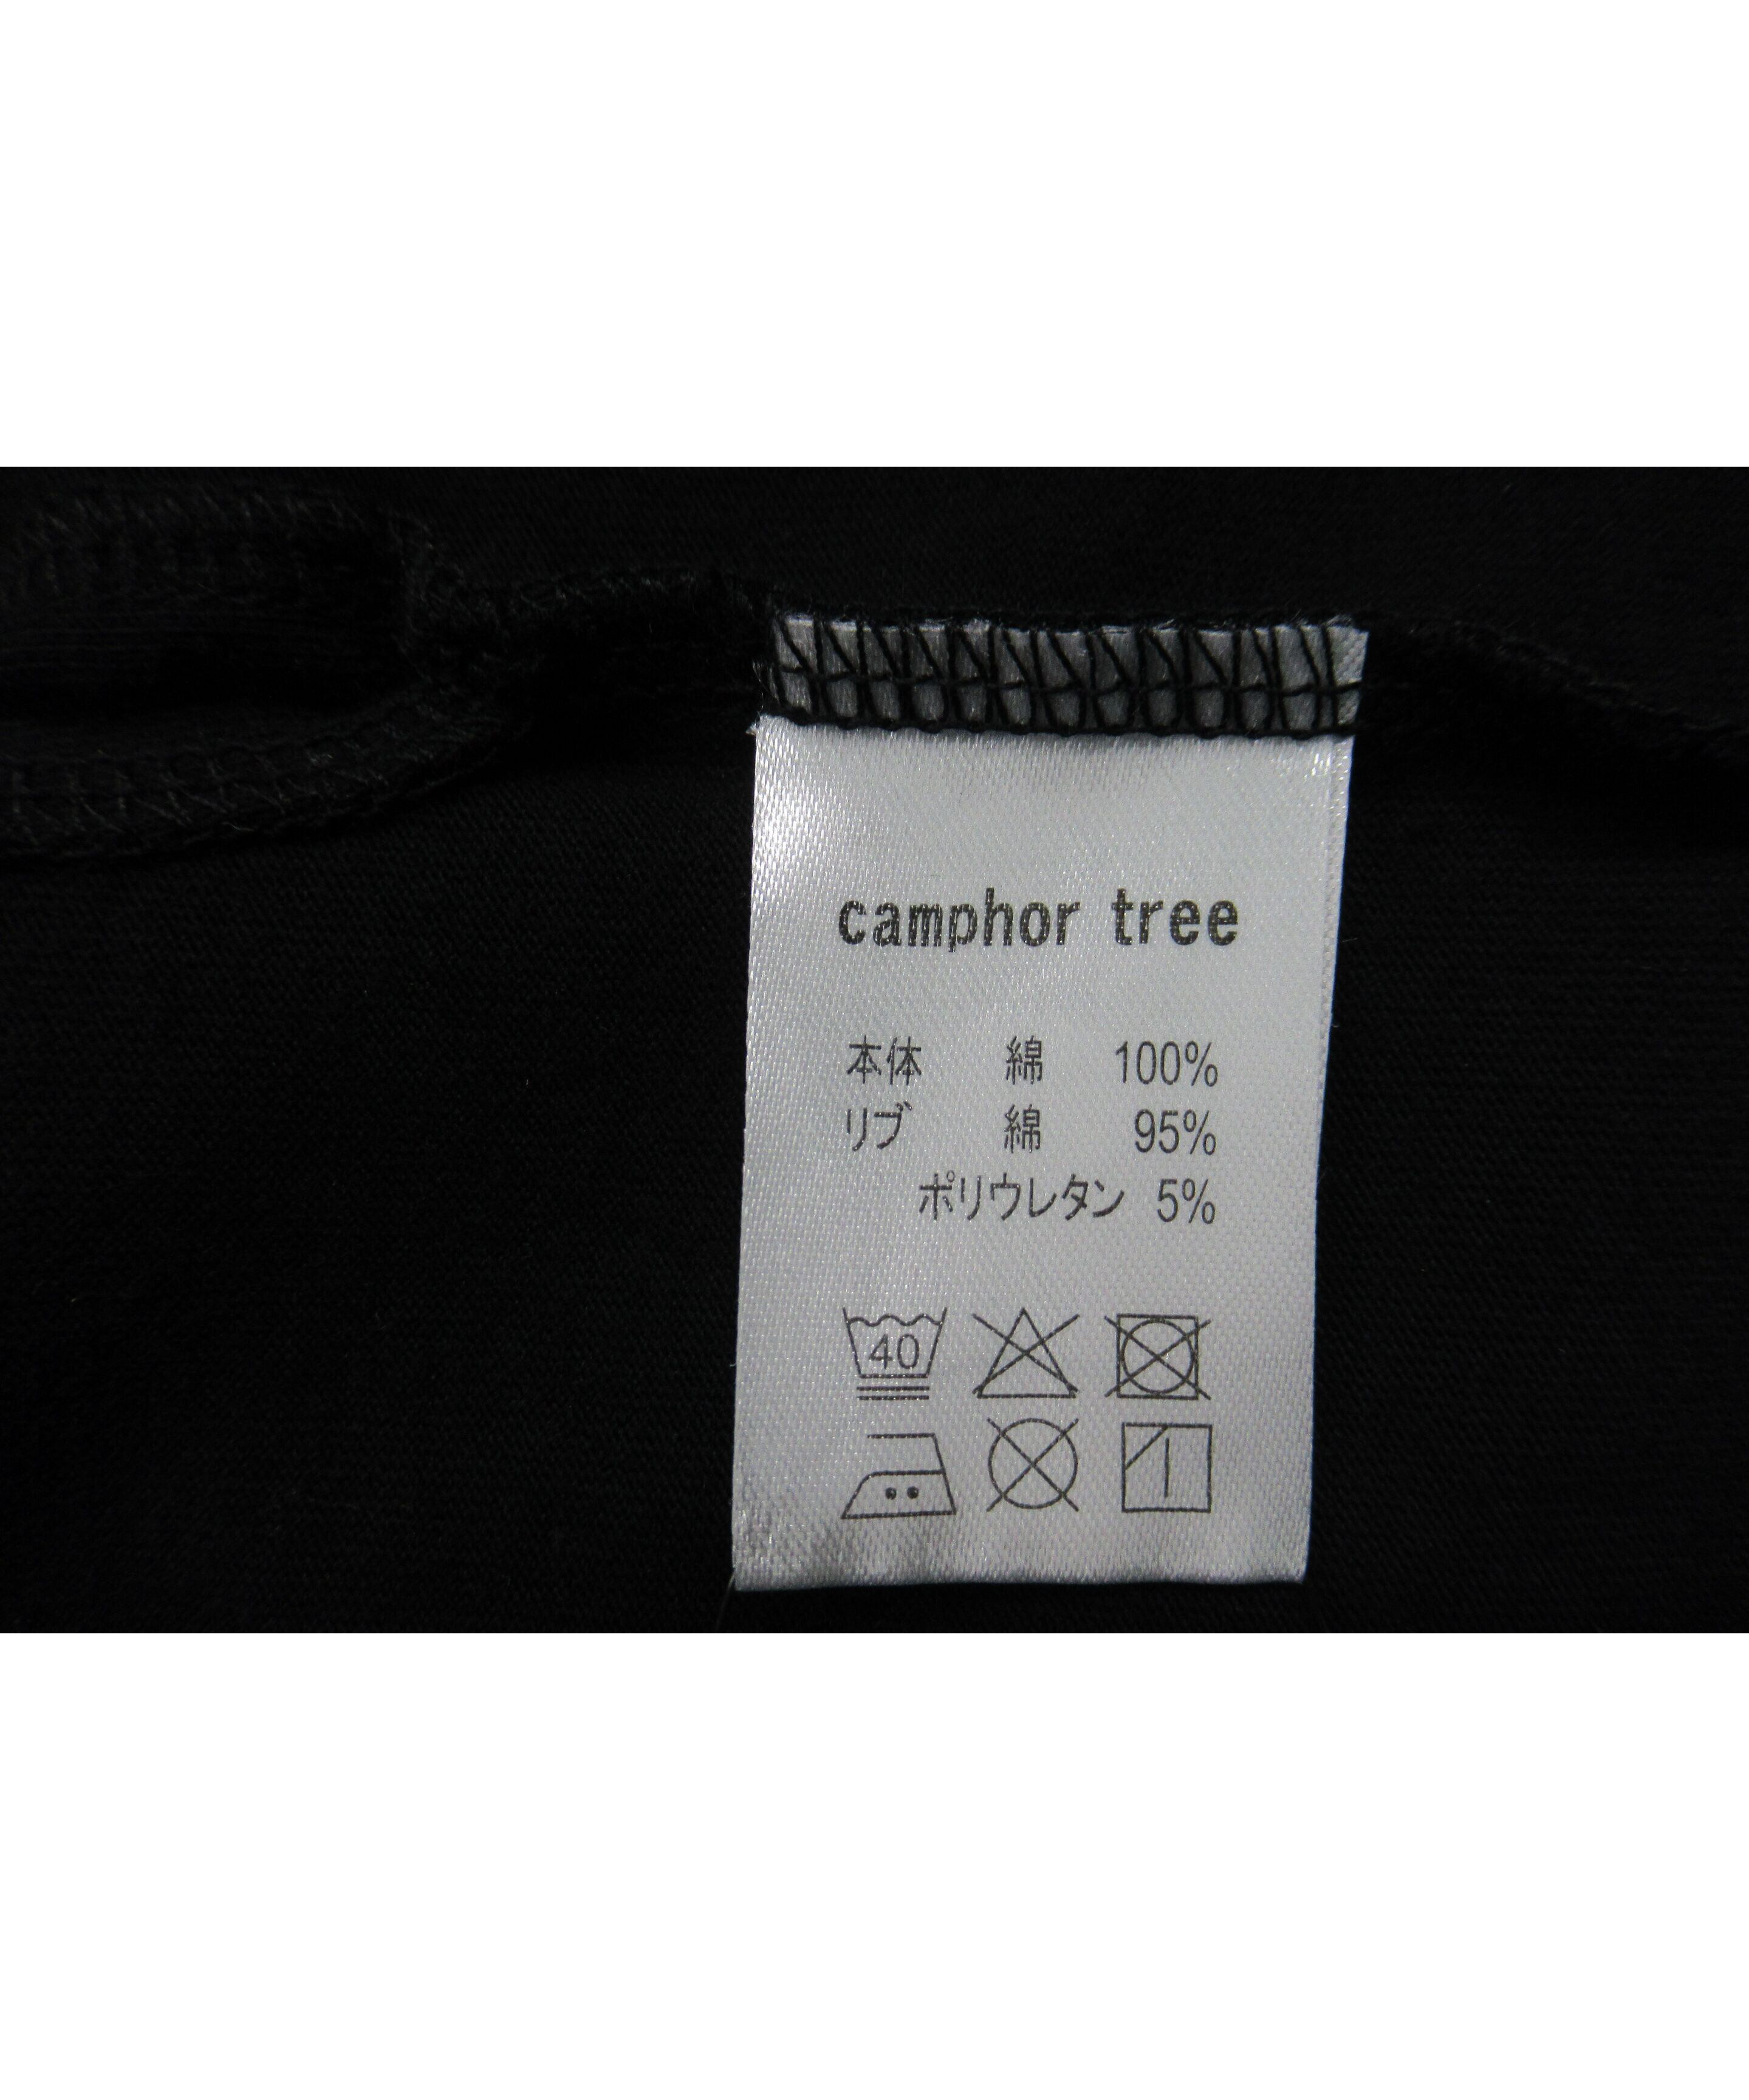 camphor tree
本体 綿 100%
リブ 綿 95%
ポリウレタン 5%
40